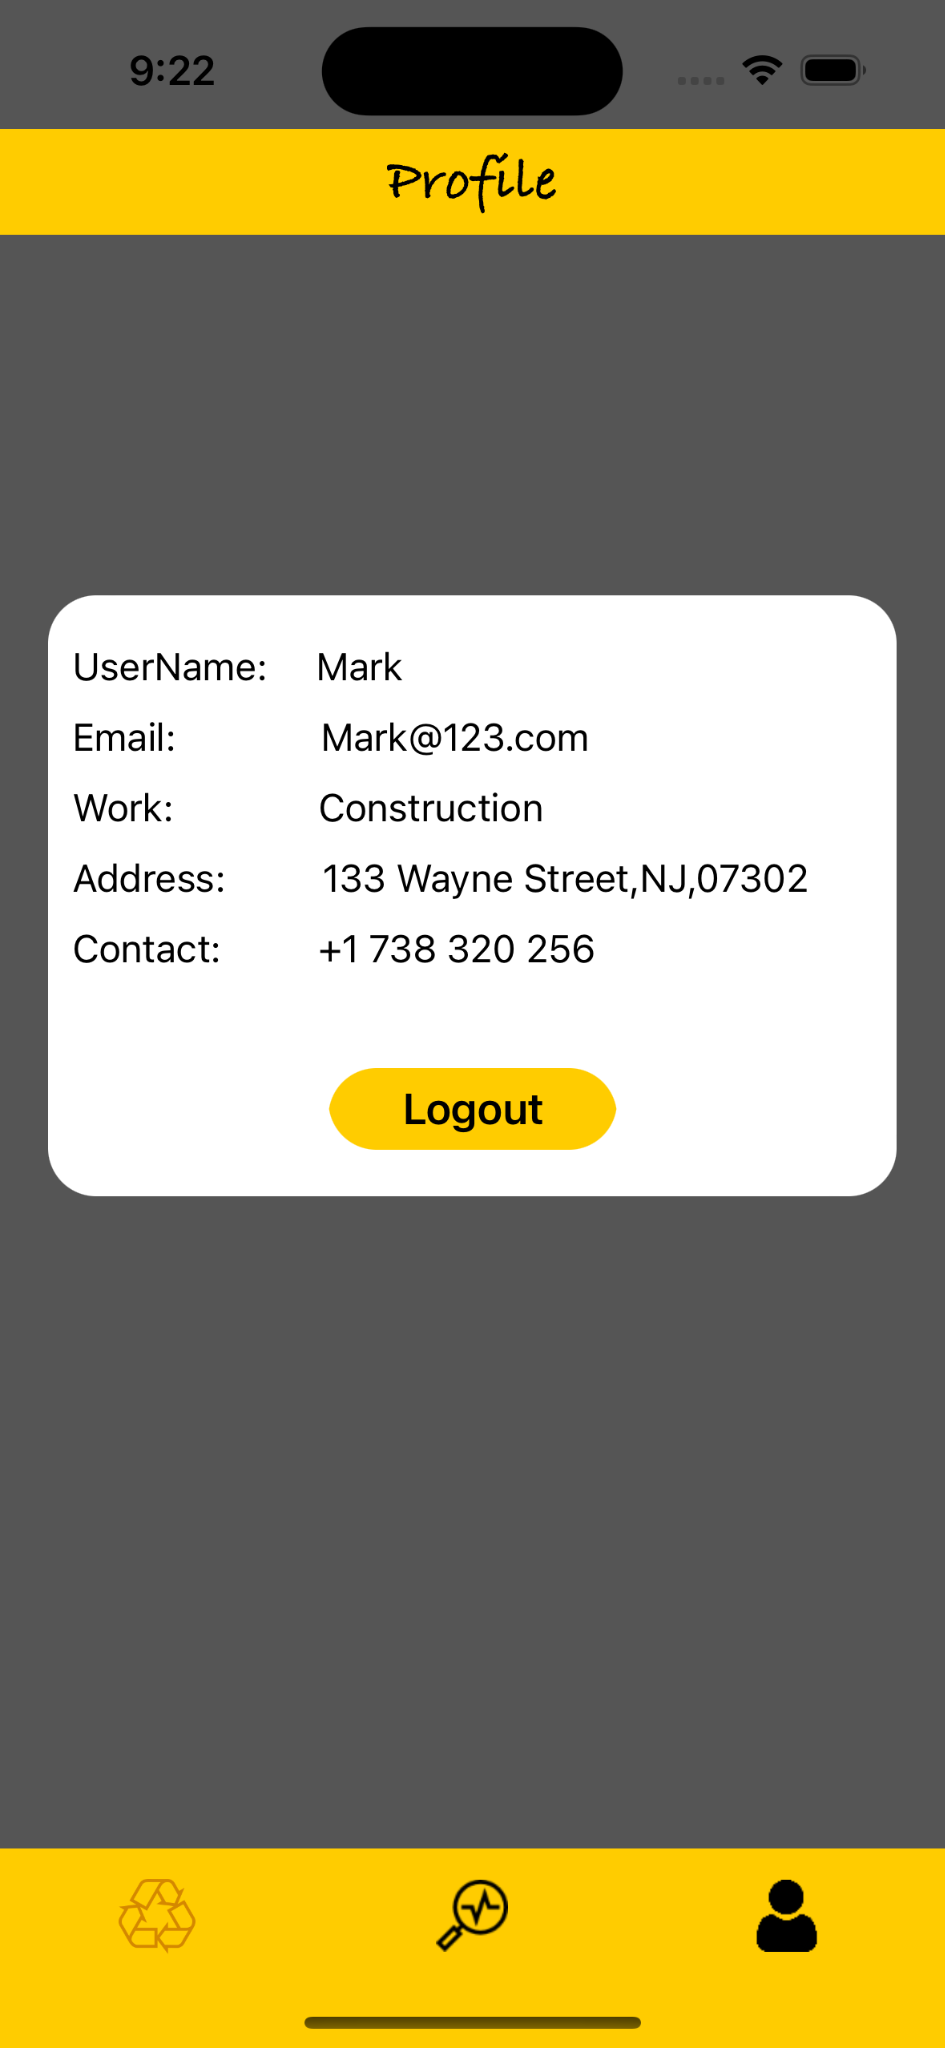 9:22
Profile
UserName: Mark
Email: Mark@123.com
Work: Construction
Address: 133 Wayne Street,NJ,07302
Contact: +1 738 320 256
Logout